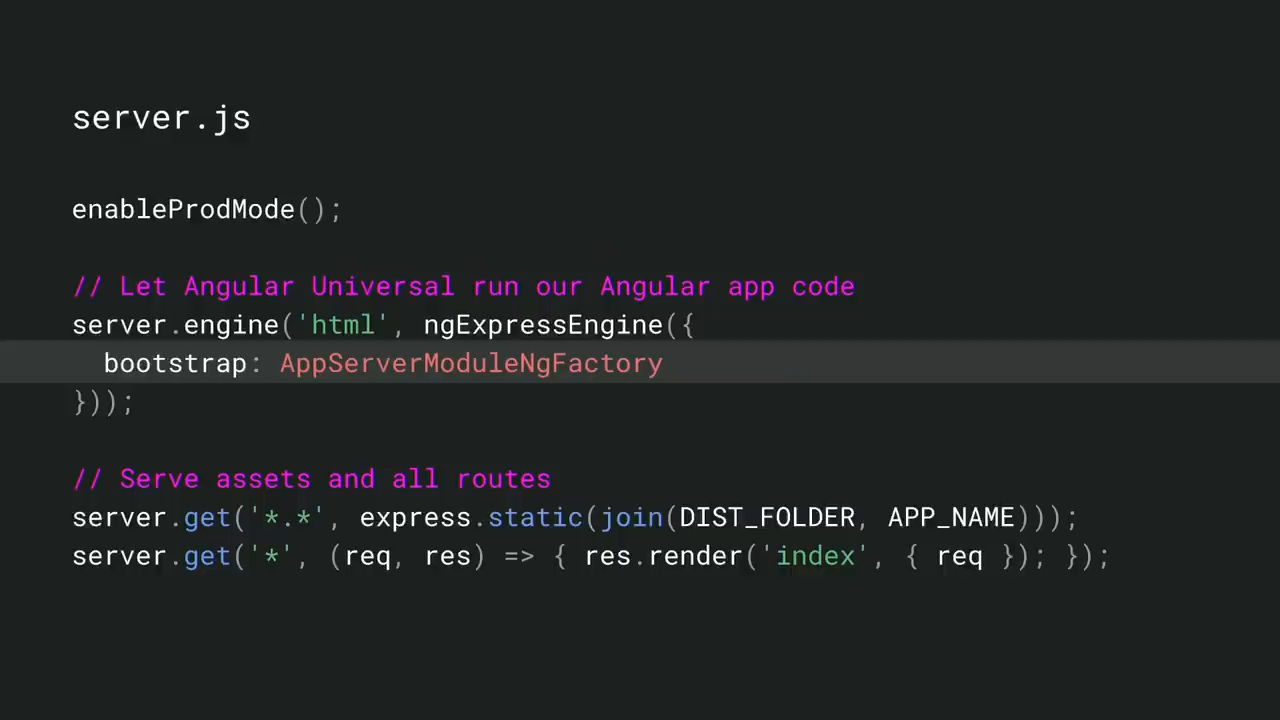 server.js
enableProdMode();
// Let Angular Universal run our Angular app code
server.engine('html', ngExpressEngine({
  bootstrap: AppServerModuleNgFactory
}));
// Serve assets and all routes
server.get('*.*', express.static(join(DIST_FOLDER, APP_NAME)));
server.get('*', (req, res) => { res.render('index', { req }); });